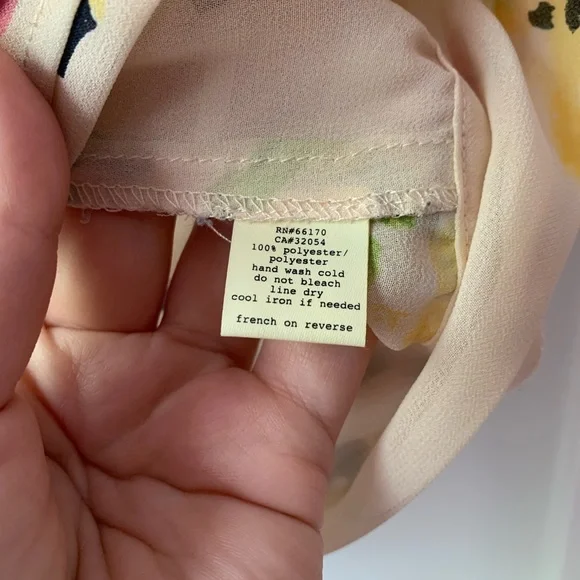 RN#66170
CA#32054
100% polyester/
polyester
hand wash cold
do not bleach
line dry
cool iron if needed
french on reverse